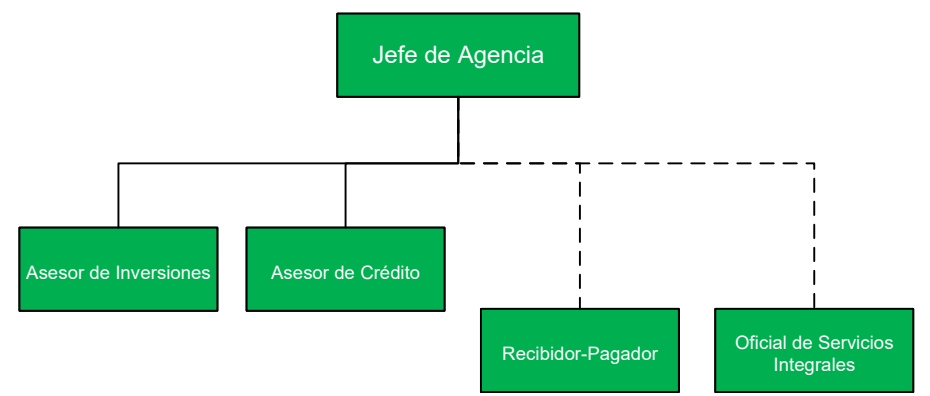 Jefe de Agencia
Asesor de Inversiones
Asesor de Crédito
Recibidor-Pagador
Oficial de Servicios
Integrales